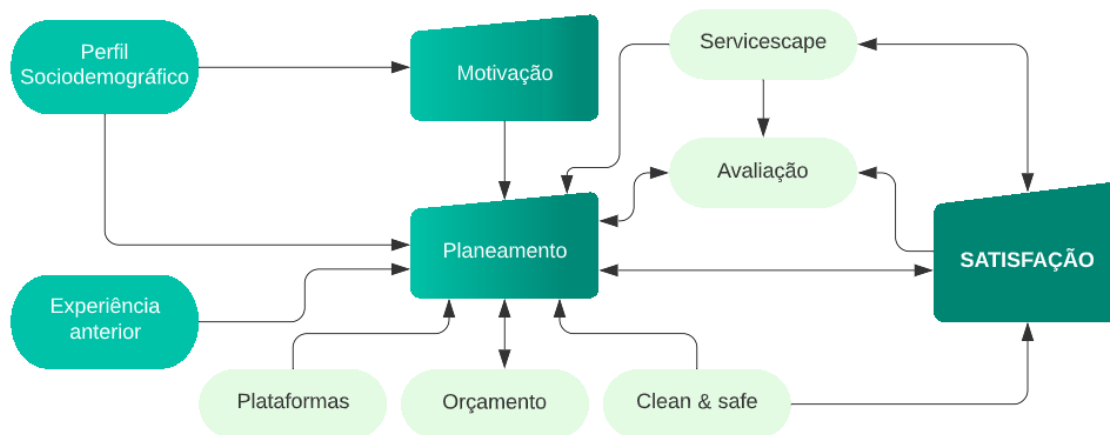 Perfil
Sociodemográfico
Motivação
Servicescape
Avaliação
Planeamento
SATISFAÇÃO
Experiência
anterior
Plataformas
Orçamento
Clean & safe